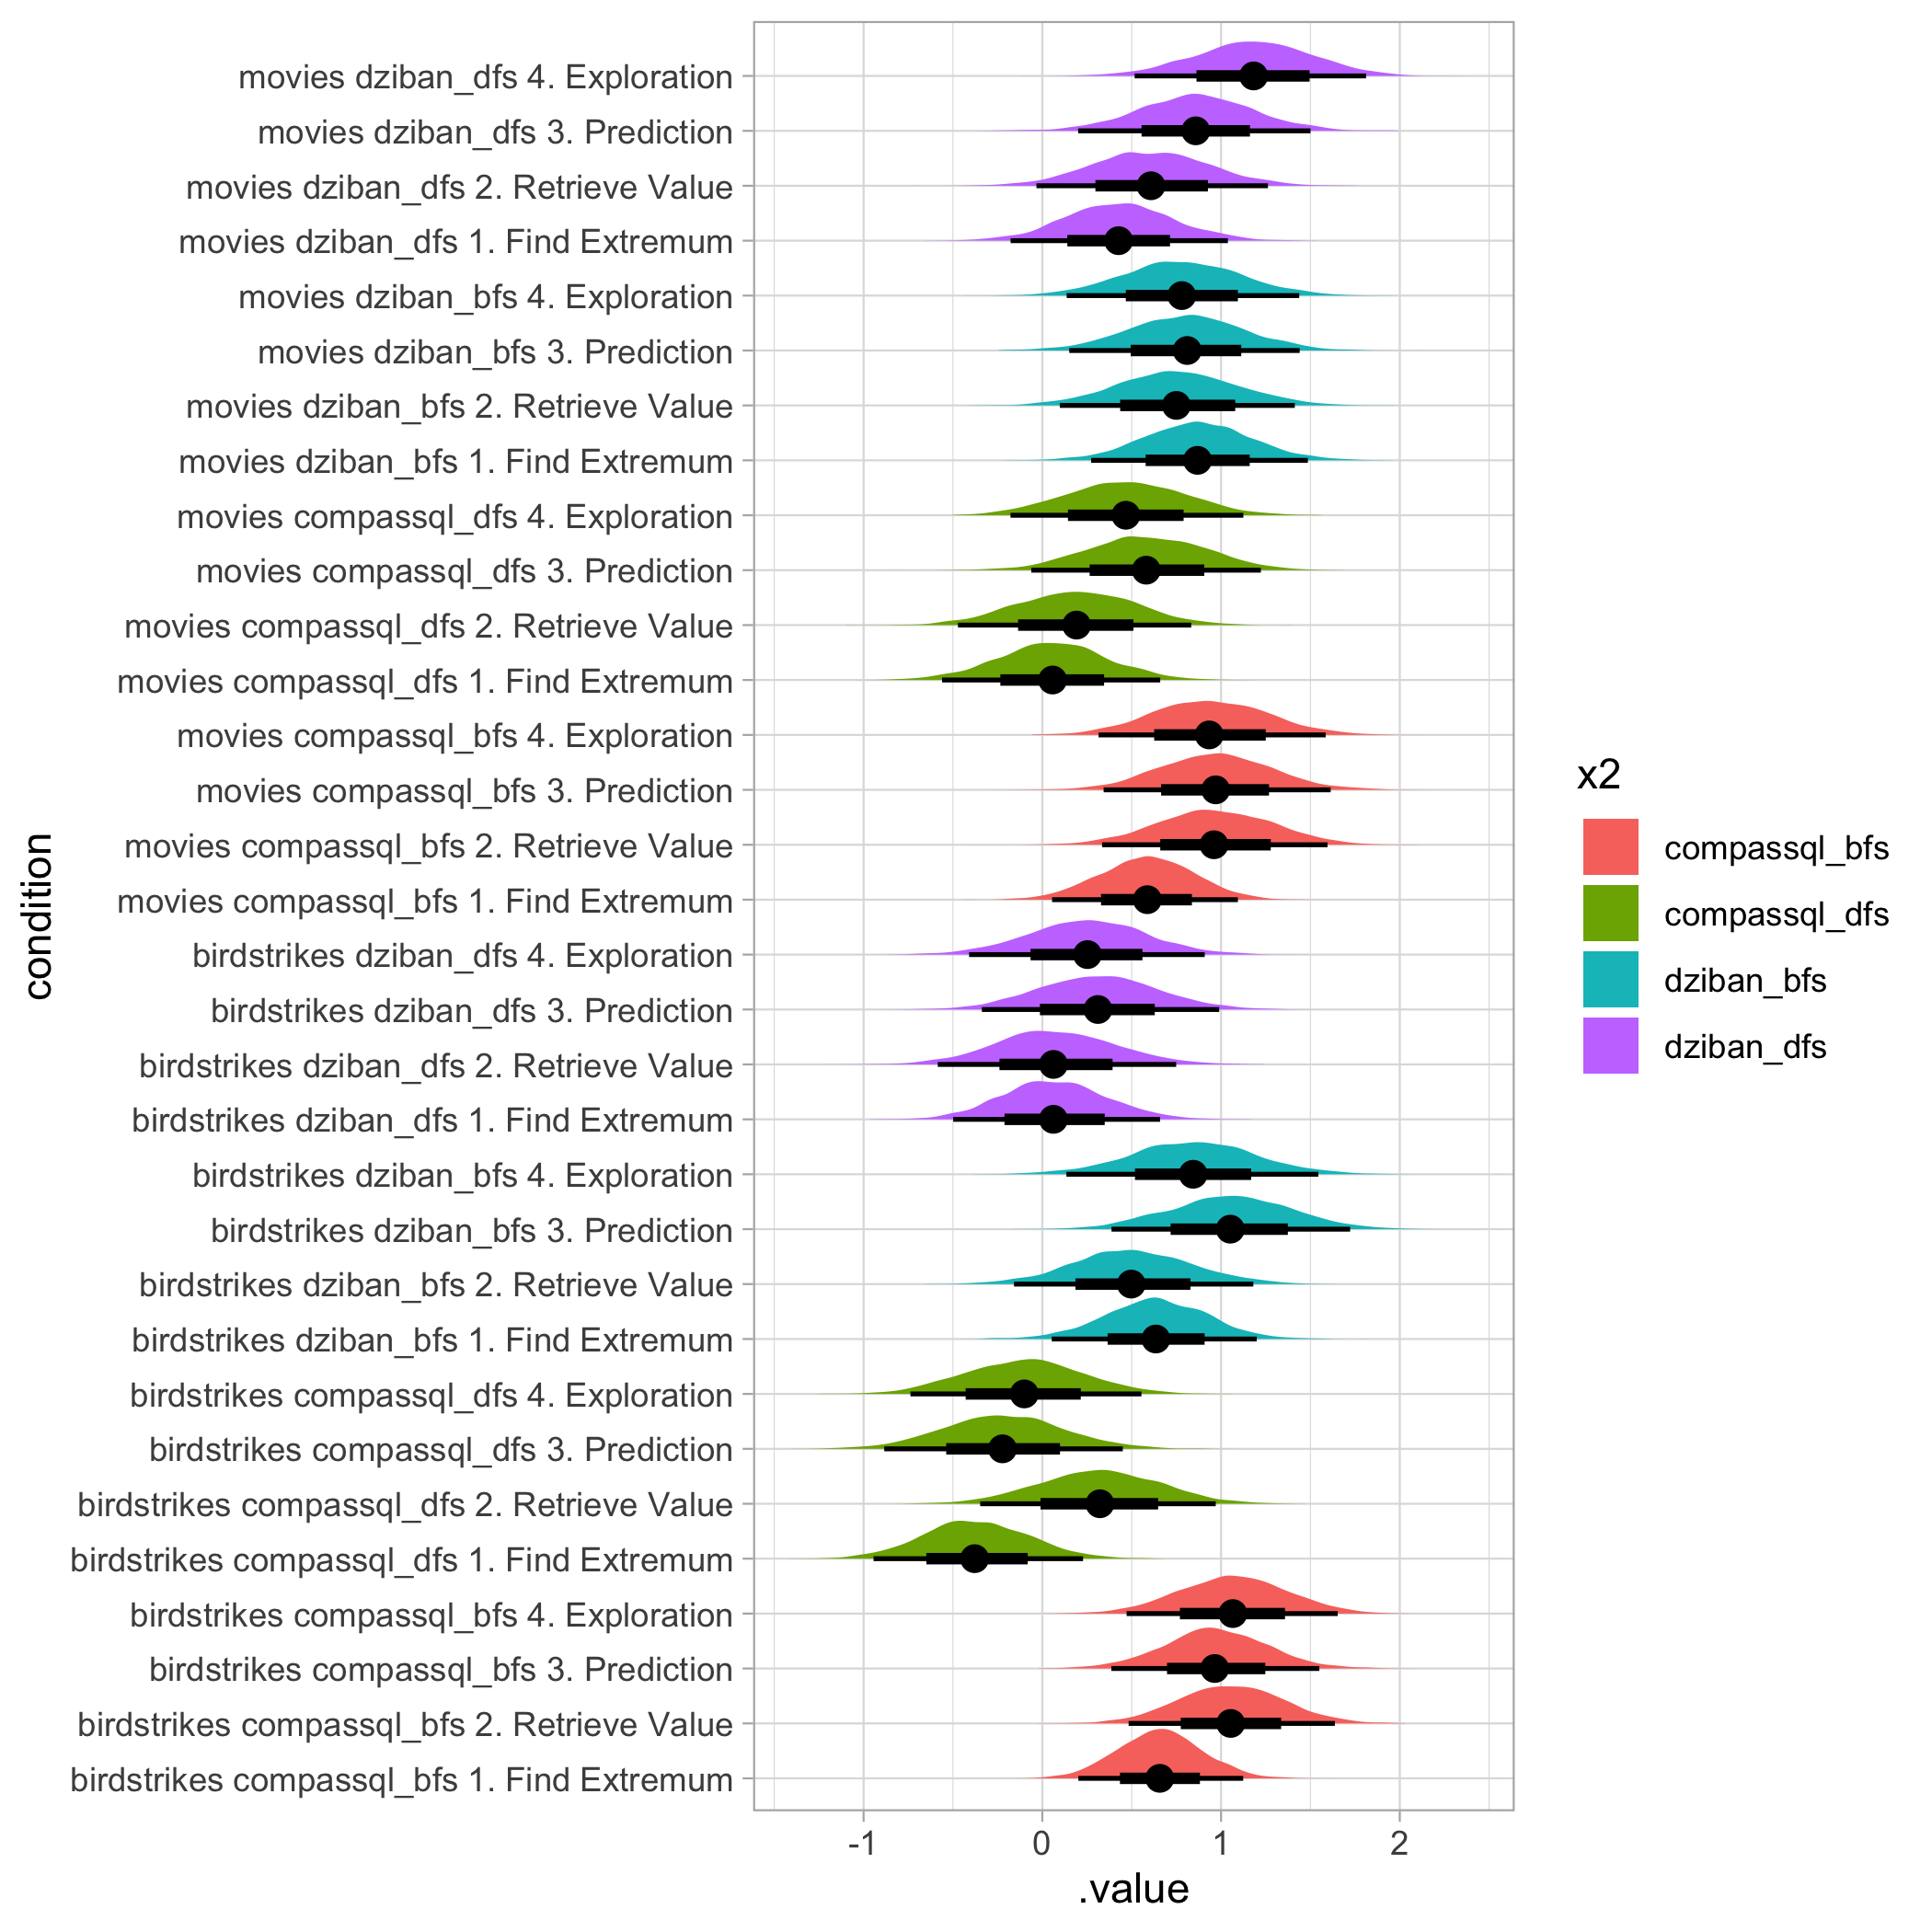 movies dziban_dfs 4. Exploration
movies dziban_dfs 3. Prediction
movies dziban_dfs 2. Retrieve Value
movies dziban_dfs 1. Find Extremum
movies dziban_bfs 4. Exploration
movies dziban_bfs 3. Prediction
movies dziban_bfs 2. Retrieve Value
movies dziban_bfs 1. Find Extremum
movies compassql_dfs 4. Exploration
movies compassql_dfs 3. Prediction
movies compassql_dfs 2. Retrieve Value
movies compassql_dfs 1. Find Extremum
movies compassql_bfs 4. Exploration
movies compassql_bfs 3. Prediction
movies compassql_bfs 2. Retrieve Value
movies compassql_bfs 1. Find Extremum
birdstrikes dziban_dfs 4. Exploration
birdstrikes dziban_dfs 3. Prediction
birdstrikes dziban_dfs 2. Retrieve Value
birdstrikes dziban_dfs 1. Find Extremum
birdstrikes dziban_bfs 4. Exploration
birdstrikes dziban_bfs 3. Prediction
birdstrikes dziban_bfs 2. Retrieve Value
birdstrikes dziban_bfs 1. Find Extremum
birdstrikes compassql_dfs 4. Exploration
birdstrikes compassql_dfs 3. Prediction
birdstrikes compassql_dfs 2. Retrieve Value
birdstrikes compassql_dfs 1. Find Extremum
birdstrikes compassql_bfs 4. Exploration
birdstrikes compassql_bfs 3. Prediction
birdstrikes compassql_bfs 2. Retrieve Value
birdstrikes compassql_bfs 1. Find Extremum
condition
-1 0 1 2
.value
x2
compassql_bfs
compassql_dfs
dziban_bfs
dziban_dfs